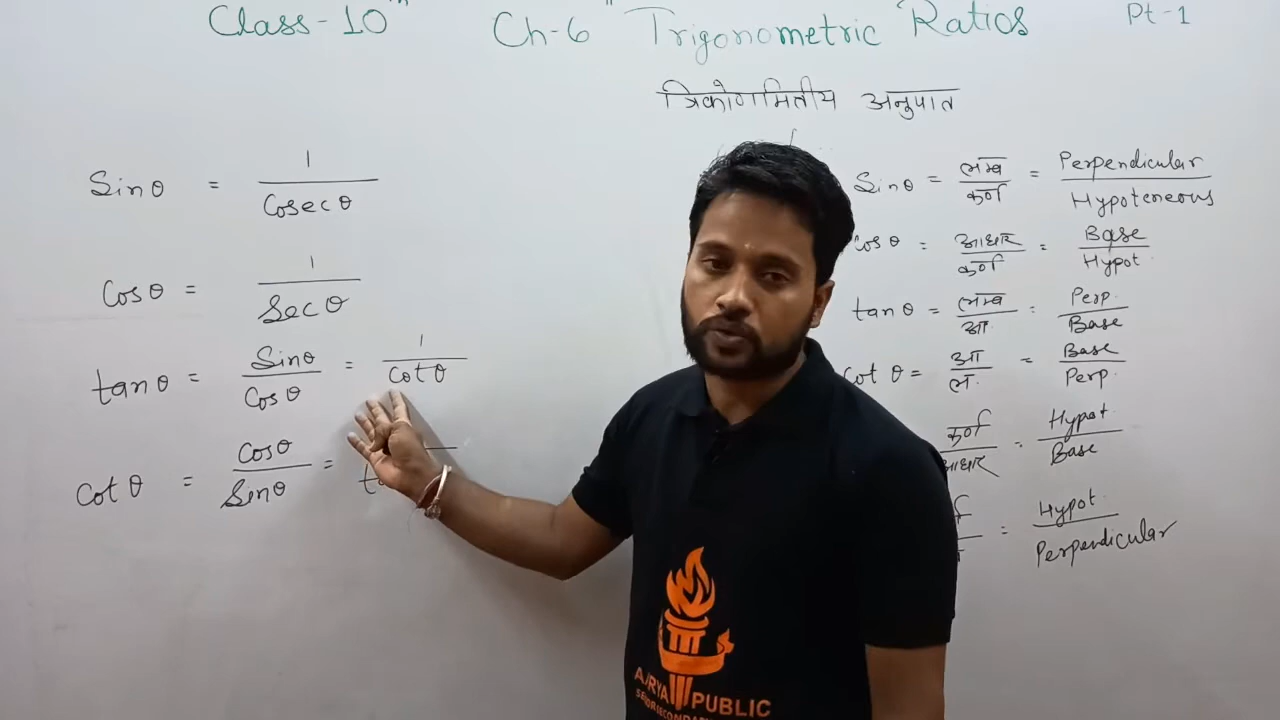 Class-10th Ch-6 "Trigonometric Ratios Pt-1
त्रिकोणमितीय अनुपात
Sinθ = 1/Cosecθ
Cosθ = 1/Secθ
tanθ = Sinθ/Cosθ = 1/Cotθ
Cotθ = Cosθ/Sinθ =
Sinθ = लम्ब/कर्ण = Perpendicular/Hypoteneous
Cosθ = आधार/कर्ण = Base/Hypot.
tanθ = लम्ब/आ. = Perp./Base
Cotθ = आ/लं. = Base/Perp.
कर्ण/आधार = Hypot./Base
= Hypot./Perpendicular
PUBLIC